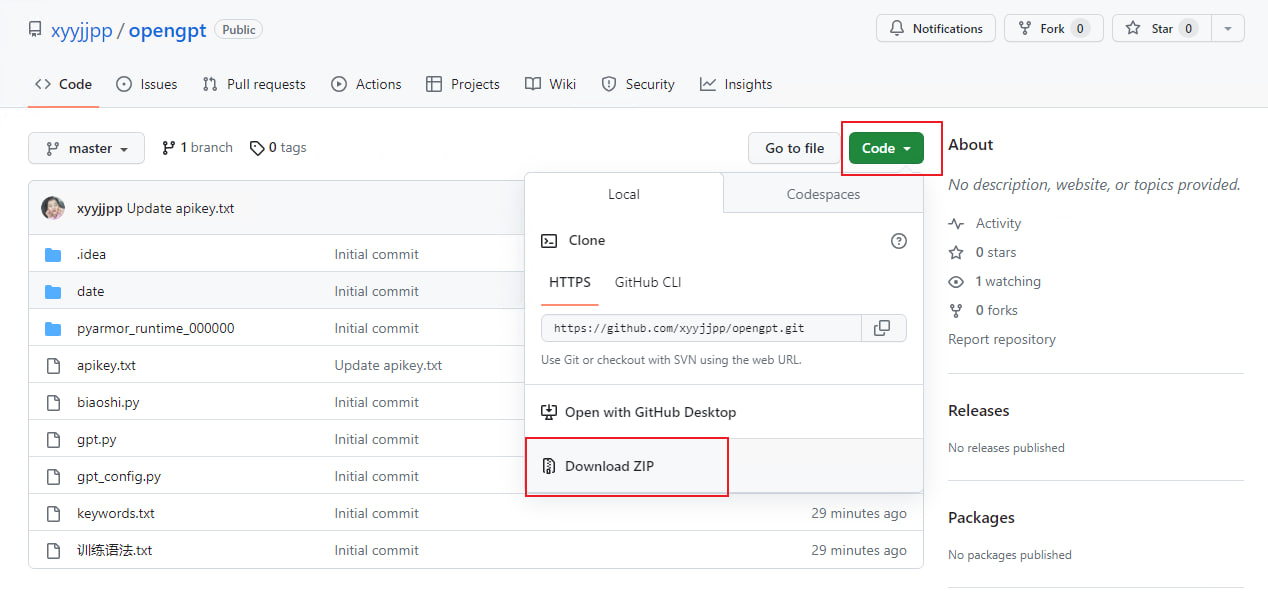 xyyjjpp / opengpt Public
Notifications Fork 0 Star 0
Code Issues Pull requests Actions Projects Wiki Security Insights
master 1 branch 0 tags Go to file Code
xyyjjpp Update apikey.txt
.idea Initial commit
date Initial commit
pyarmor_runtime_000000 Initial commit
apikey.txt Update apikey.txt
biaoshi.py Initial commit
gpt.py Initial commit
gpt_config.py Initial commit
keywords.txt Initial commit 29 minutes ago
训练语法.txt Initial commit 29 minutes ago
Local Codespaces
Clone
HTTPS GitHub CLI
https://github.com/xyyjjpp/opengpt.git
Use Git or checkout with SVN using the web URL.
Open with GitHub Desktop
Download ZIP
About
No description, website, or topics provided.
Activity
0 stars
1 watching
0 forks
Report repository
Releases
No releases published
Packages
No packages published